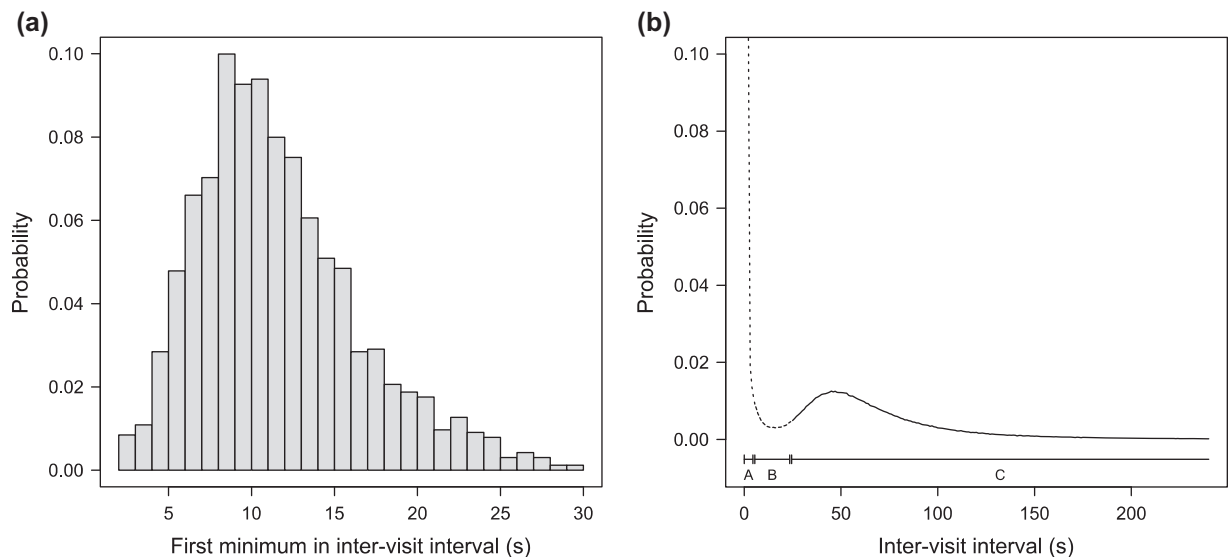 (a)
0.10
0.08
0.06
0.04
0.02
0.00
Probability
5 10 15 20 25 30
First minimum in inter-visit interval (s)
(b)
0.10
0.08
0.06
0.04
0.02
0.00
Probability
A B C
0 50 100 150 200
Inter-visit interval (s)